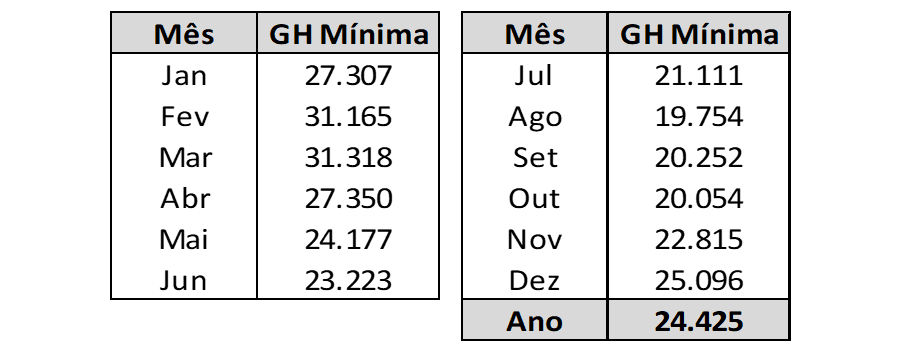 Mês GH Mínima
Jan 27.307
Fev 31.165
Mar 31.318
Abr 27.350
Mai 24.177
Jun 23.223
Mês GH Mínima
Jul 21.111
Ago 19.754
Set 20.252
Out 20.054
Nov 22.815
Dez 25.096
Ano 24.425